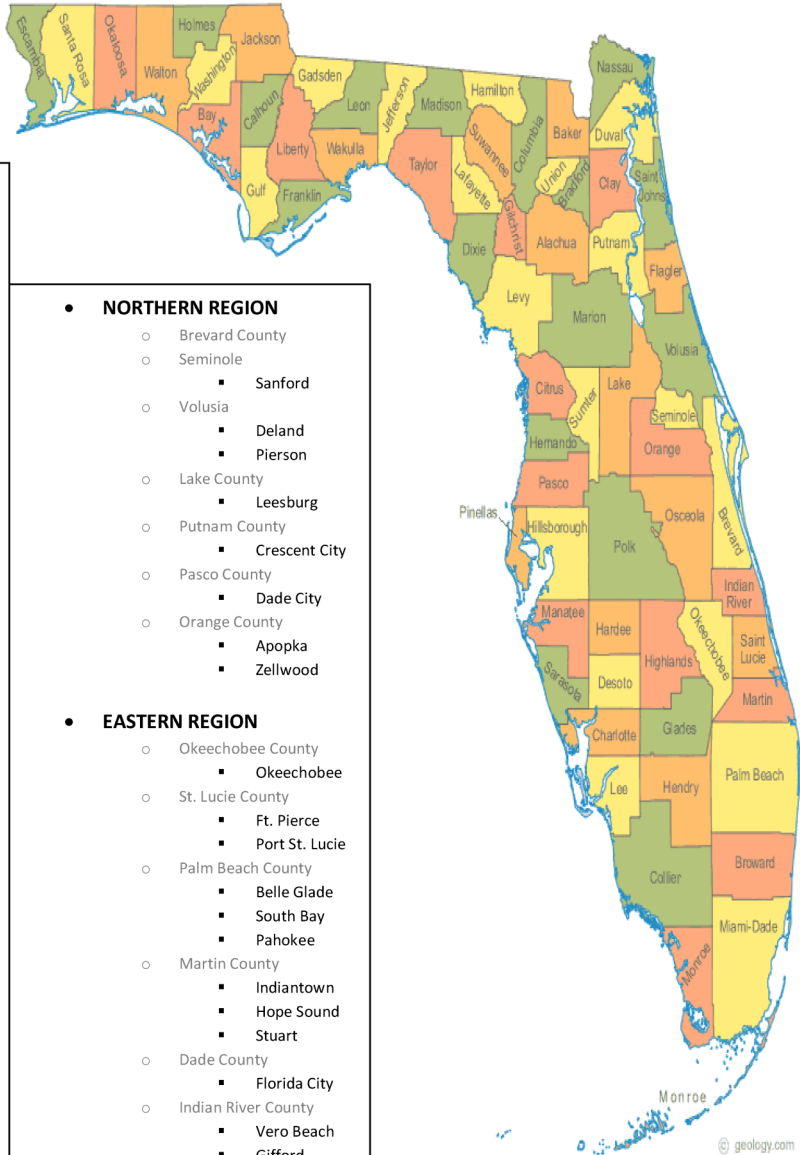 Escambia
Santa Rosa
Okaloosa
Walton
Holmes
Washington
Jackson
Bay
Calhoun
Gulf
Liberty
Gadsden
Franklin
Leon
Wakulla
Jefferson
Madison
Taylor
Hamilton
Suwannee
Lafayette
Dixie
Columbia
Gilchrist
Baker
Union
Bradford
Nassau
Duval
Clay
Saint
Johns
Alachua
Putnam
Flagler
Levy
Marion
Volusia
Citrus
Sumter
Lake
Seminole
Hernando
Orange
Pasco
Pinellas
Hillsborough
Polk
Osceola
Brevard
Indian
River
Manatee
Hardee
Highlands
Okeechobee
Saint
Lucie
Sarasota
Desoto
Martin
Charlotte
Glades
Lee
Hendry
Palm Beach
Collier
Broward
Miami-Dade
Monroe
Monroe
© geology.com
• NORTHERN REGION
○ Brevard County
○ Seminole
▪ Sanford
○ Volusia
▪ Deland
▪ Pierson
○ Lake County
▪ Leesburg
○ Putnam County
▪ Crescent City
○ Pasco County
▪ Dade City
○ Orange County
▪ Apopka
▪ Zellwood
• EASTERN REGION
○ Okeechobee County
▪ Okeechobee
○ St. Lucie County
▪ Ft. Pierce
▪ Port St. Lucie
○ Palm Beach County
▪ Belle Glade
▪ South Bay
▪ Pahokee
○ Martin County
▪ Indiantown
▪ Hope Sound
▪ Stuart
○ Dade County
▪ Florida City
○ Indian River County
▪ Vero Beach
▪ Gifford